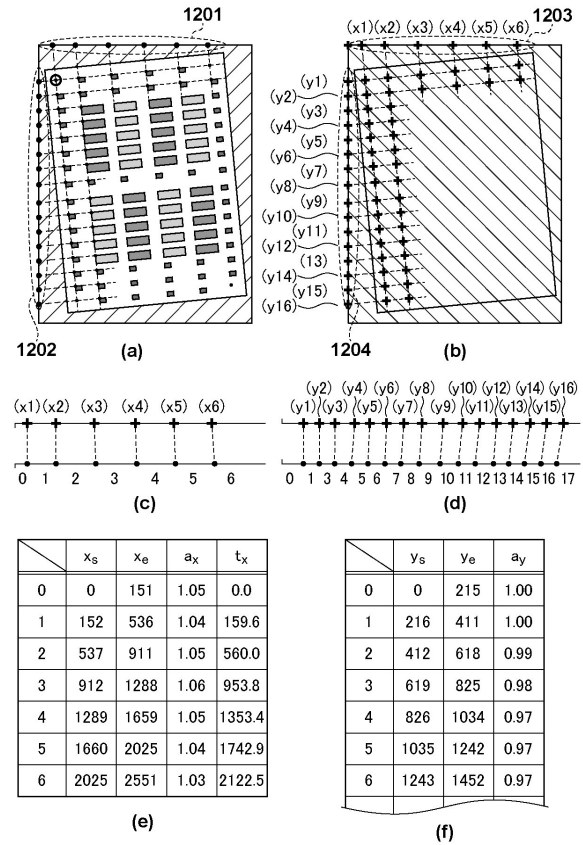 1201
(x1) (x2) (x3) (x4) (x5) (x6) 1203
(y1)
(y2)
(y3)
(y4)
(y5)
(y6)
(y7)
(y8)
(y9)
(y10)
(y11)
(y12)
(13)
(y14)
(y15)
(y16)
1202 (a)
1204 (b)
(x1) (x2) (x3) (x4) (x5) (x6)
0 1 2 3 4 5 6
(c)
(y2) (y4) (y6) (y8) (y10) (y12) (y14) (y16)
(y1) (y3) (y5) (y7) (y9) (y11) (y13) (y15)
0 1 2 3 4 5 6 7 8 9 10 11 12 13 14 15 16 17
(d)
xs xe ax tx
0 0 151 1.05 0.0
1 152 536 1.04 159.6
2 537 911 1.05 560.0
3 912 1288 1.06 953.8
4 1289 1659 1.05 1353.4
5 1660 2025 1.04 1742.9
6 2025 2551 1.03 2122.5
(e)
ys ye ay
0 0 215 1.00
1 216 411 1.00
2 412 618 0.99
3 619 825 0.98
4 826 1034 0.97
5 1035 1242 0.97
6 1243 1452 0.97
(f)